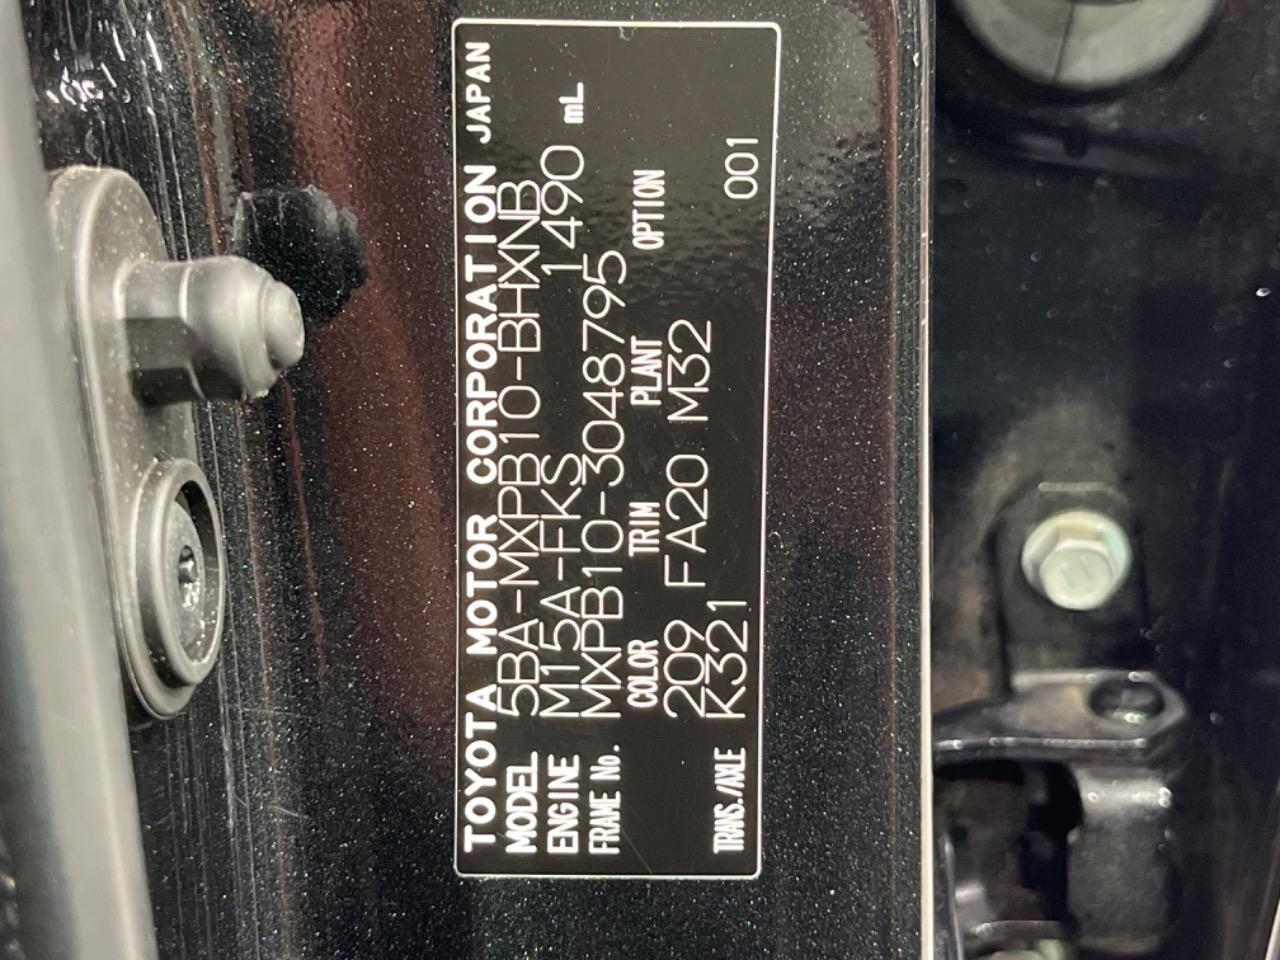 TOYOTA MOTOR CORPORATION JAPAN
MODEL 5BA-MXPB10-BHXNB
ENGINE M15A-FKS 1490 mL
FRAME No. MXPB10-3048795
COLOR TRIM PLANT OPTION
209 FA20 M32
TRANS./AXLE K321 001